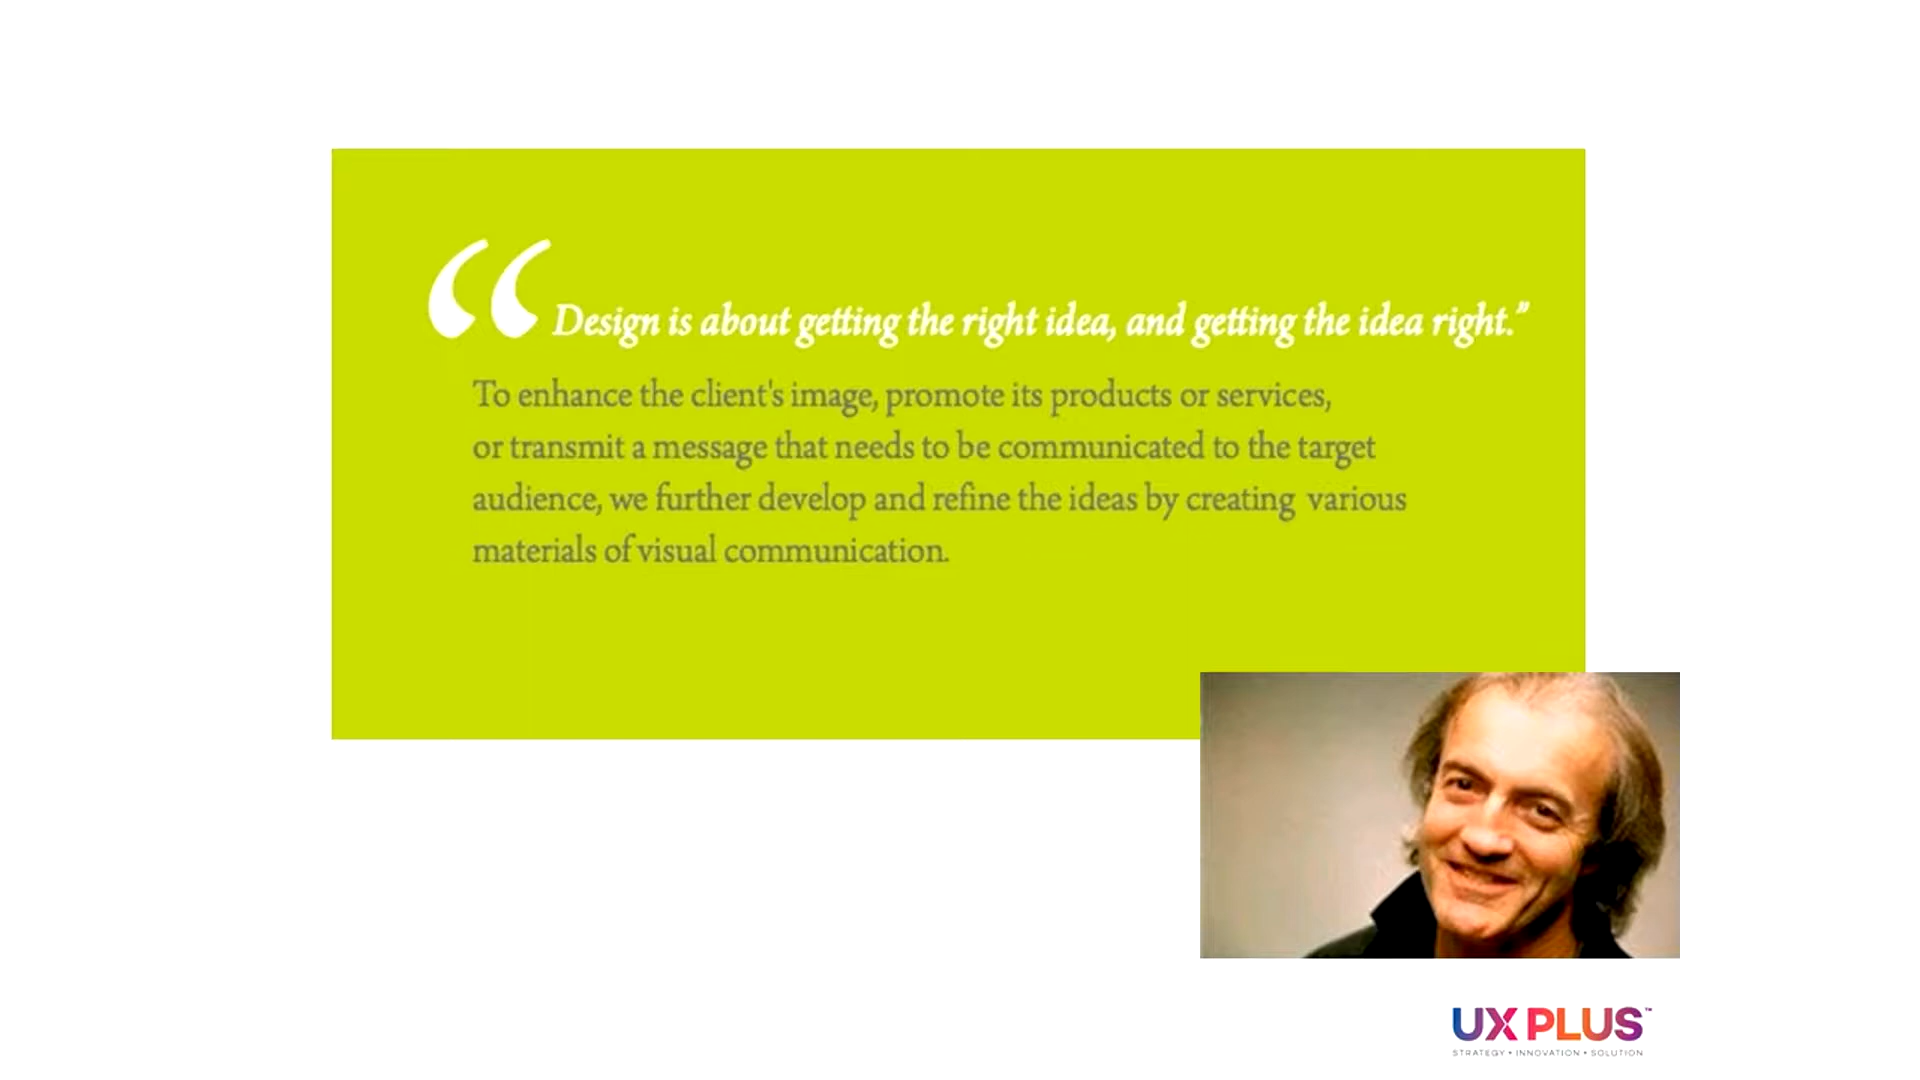 “Design is about getting the right idea, and getting the idea right.”
To enhance the client's image, promote its products or services,
or transmit a message that needs to be communicated to the target
audience, we further develop and refine the ideas by creating various
materials of visual communication.
UX PLUS™
STRATEGY • INNOVATION • SOLUTION